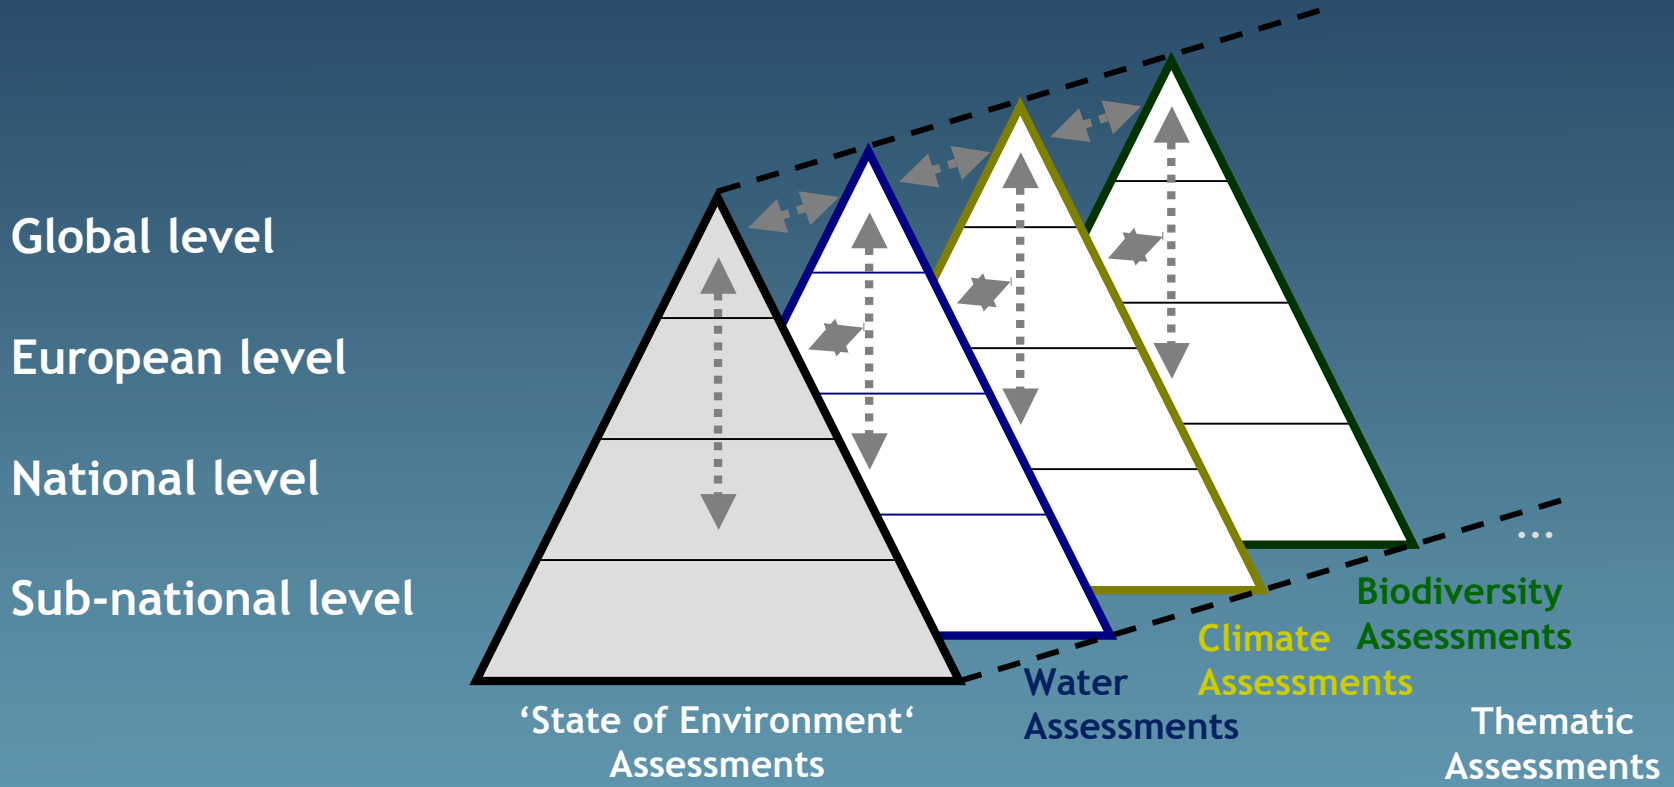 Global level
European level
National level
Sub-national level
...
Biodiversity
Assessments
Climate
Assessments
Water
Assessments
‘State of Environment‘
Assessments
Thematic
Assessments